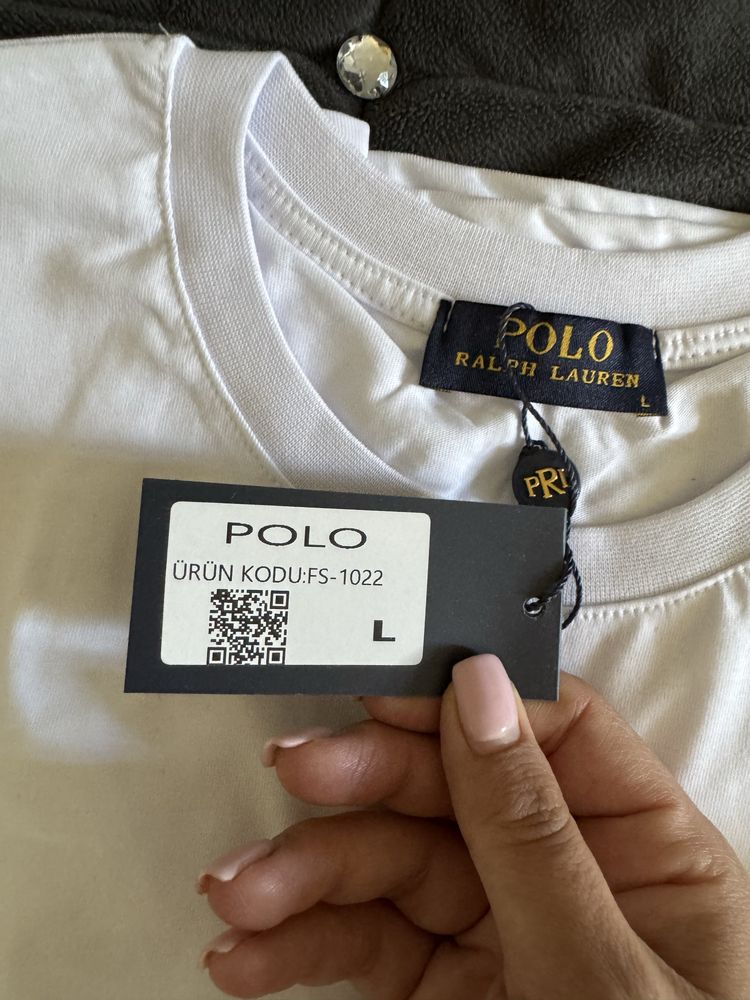 POLO
RALPH LAUREN
L
PRL
POLO
ÜRÜN KODU:FS-1022
L